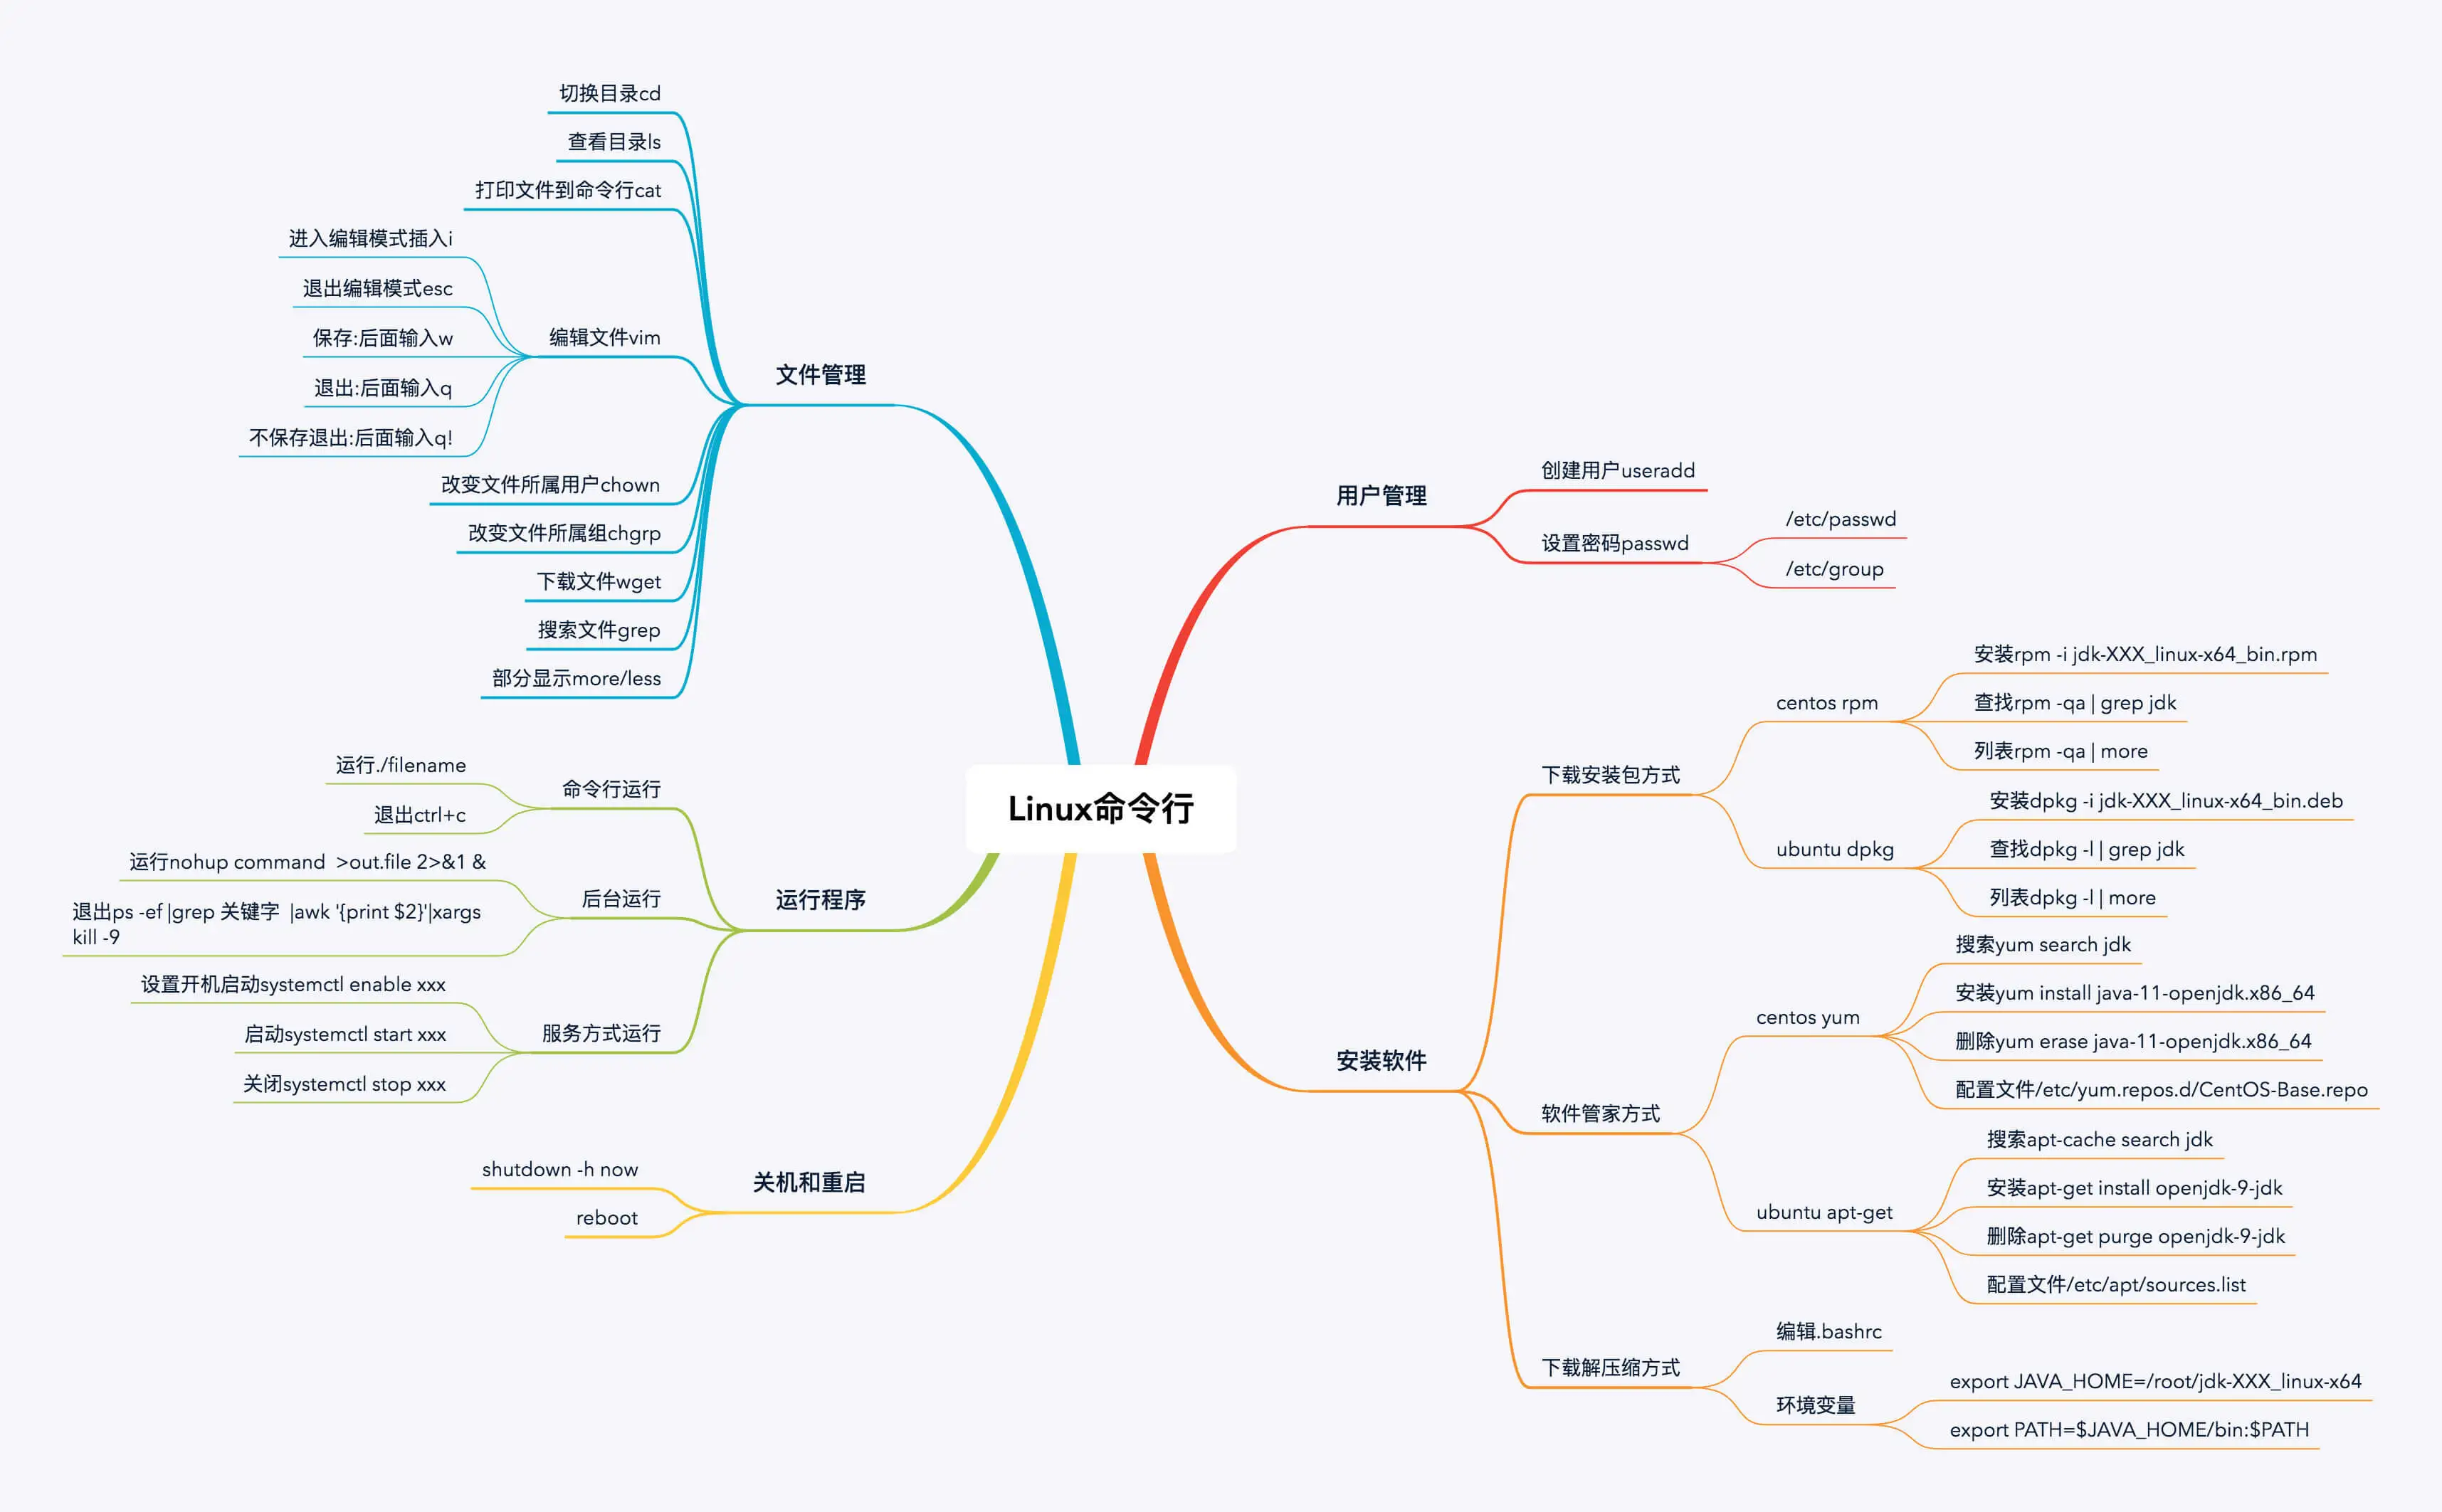 Linux命令行
文件管理
切换目录cd
查看目录ls
打印文件到命令行cat
编辑文件vim
进入编辑模式插入i
退出编辑模式esc
保存:后面输入w
退出:后面输入q
不保存退出:后面输入q!
改变文件所属用户chown
改变文件所属组chgrp
下载文件wget
搜索文件grep
部分显示more/less
运行程序
命令行运行
运行./filename
退出ctrl+c
后台运行
运行nohup command  >out.file 2>&1 &
退出ps -ef |grep 关键字  |awk '{print $2}'|xargs
kill -9
服务方式运行
设置开机启动systemctl enable xxx
启动systemctl start xxx
关闭systemctl stop xxx
关机和重启
shutdown -h now
reboot
用户管理
创建用户useradd
设置密码passwd
/etc/passwd
/etc/group
安装软件
下载安装包方式
centos rpm
安装rpm -i jdk-XXX_linux-x64_bin.rpm
查找rpm -qa | grep jdk
列表rpm -qa | more
ubuntu dpkg
安装dpkg -i jdk-XXX_linux-x64_bin.deb
查找dpkg -l | grep jdk
列表dpkg -l | more
软件管家方式
centos yum
搜索yum search jdk
安装yum install java-11-openjdk.x86_64
删除yum erase java-11-openjdk.x86_64
配置文件/etc/yum.repos.d/CentOS-Base.repo
ubuntu apt-get
搜索apt-cache search jdk
安装apt-get install openjdk-9-jdk
删除apt-get purge openjdk-9-jdk
配置文件/etc/apt/sources.list
下载解压缩方式
编辑.bashrc
环境变量
export JAVA_HOME=/root/jdk-XXX_linux-x64
export PATH=$JAVA_HOME/bin:$PATH